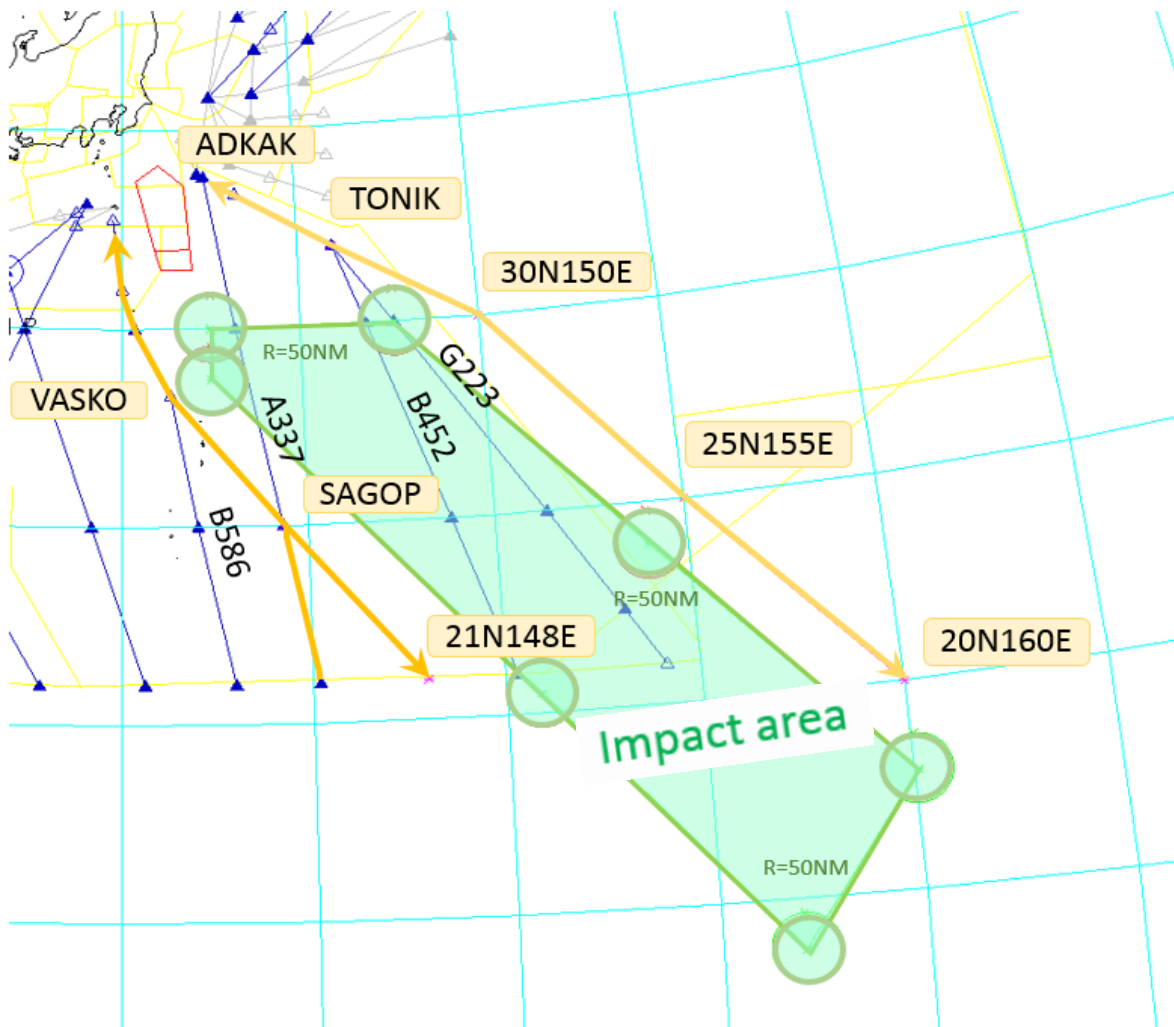 ADKAK
TONIK
30N150E
R=50NM
G223
VASKO
A337
B452
25N155E
SAGOP
B586
R=50NM
21N148E
20N160E
Impact area
R=50NM